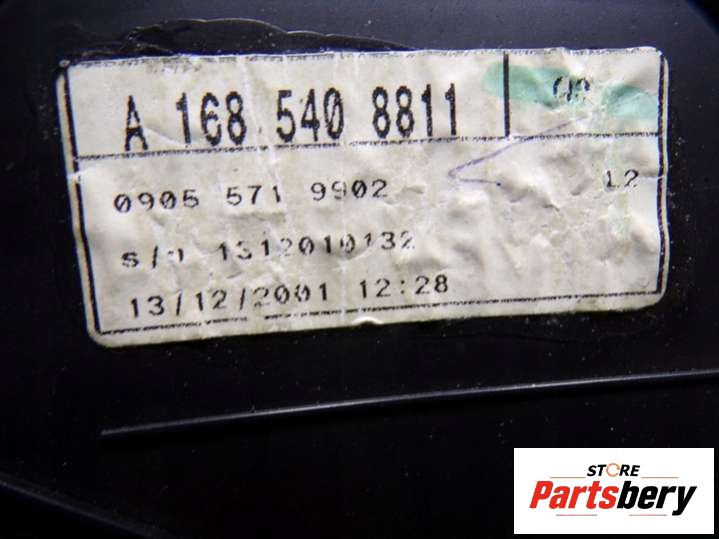 A 168 540 8811
0905 571 9902 12
s/n 1312010132
13/12/2001 12:28
STORE
Partsbery